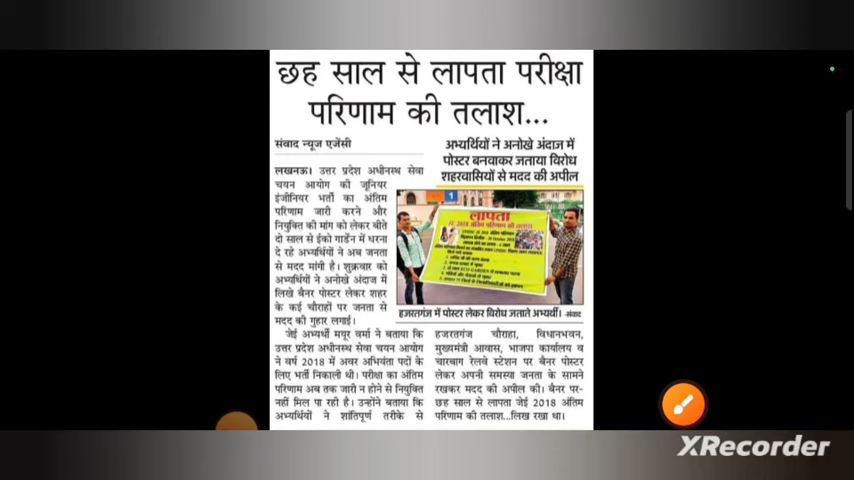 छह साल से लापता परीक्षा
परिणाम की तलाश...
संवाद न्यूज एजेंसी
अभ्यर्थियों ने अनोखे अंदाज में
पोस्टर बनवाकर जताया विरोध
शहरवासियों से मदद की अपील
लखनऊ। उत्तर प्रदेश अधीनस्थ सेवा
चयन आयोग की जूनियर
इंजीनियर भर्ती का अंतिम
परिणाम जारी करने और
नियुक्ति की मांग को लेकर बीते
दो साल से ईको गार्डेन में धरना
दे रहे अभ्यर्थियों ने अब जनता
से मदद मांगी है। शुक्रवार को
अभ्यर्थियों ने अनोखे अंदाज में
लिखे बैनर पोस्टर लेकर शहर
के कई चौराहों पर जनता से
मदद की गुहार लगाई।
1
लापता
हजरतगंज में पोस्टर लेकर विरोध जताते अभ्यर्थी। -संवाद
जेई अभ्यर्थी मयूर वर्मा ने बताया कि
उत्तर प्रदेश अधीनस्थ सेवा चयन आयोग
ने वर्ष 2018 में अवर अभियंता पदों के
लिए भर्ती निकाली थी। परीक्षा का अंतिम
परिणाम अब तक जारी न होने से नियुक्ति
नहीं मिल पा रही है। उन्होंने बताया कि
अभ्यर्थियों ने शांतिपूर्ण तरीके से
हजरतगंज चौराहा, विधानभवन,
मुख्यमंत्री आवास, भाजपा कार्यालय व
चारबाग रेलवे स्टेशन पर बैनर पोस्टर
लेकर अपनी समस्या जनता के सामने
रखकर मदद की अपील की। बैनर पर-
छह साल से लापता जेई 2018 अंतिम
परिणाम की तलाश...लिख रखा था।
XRecorder